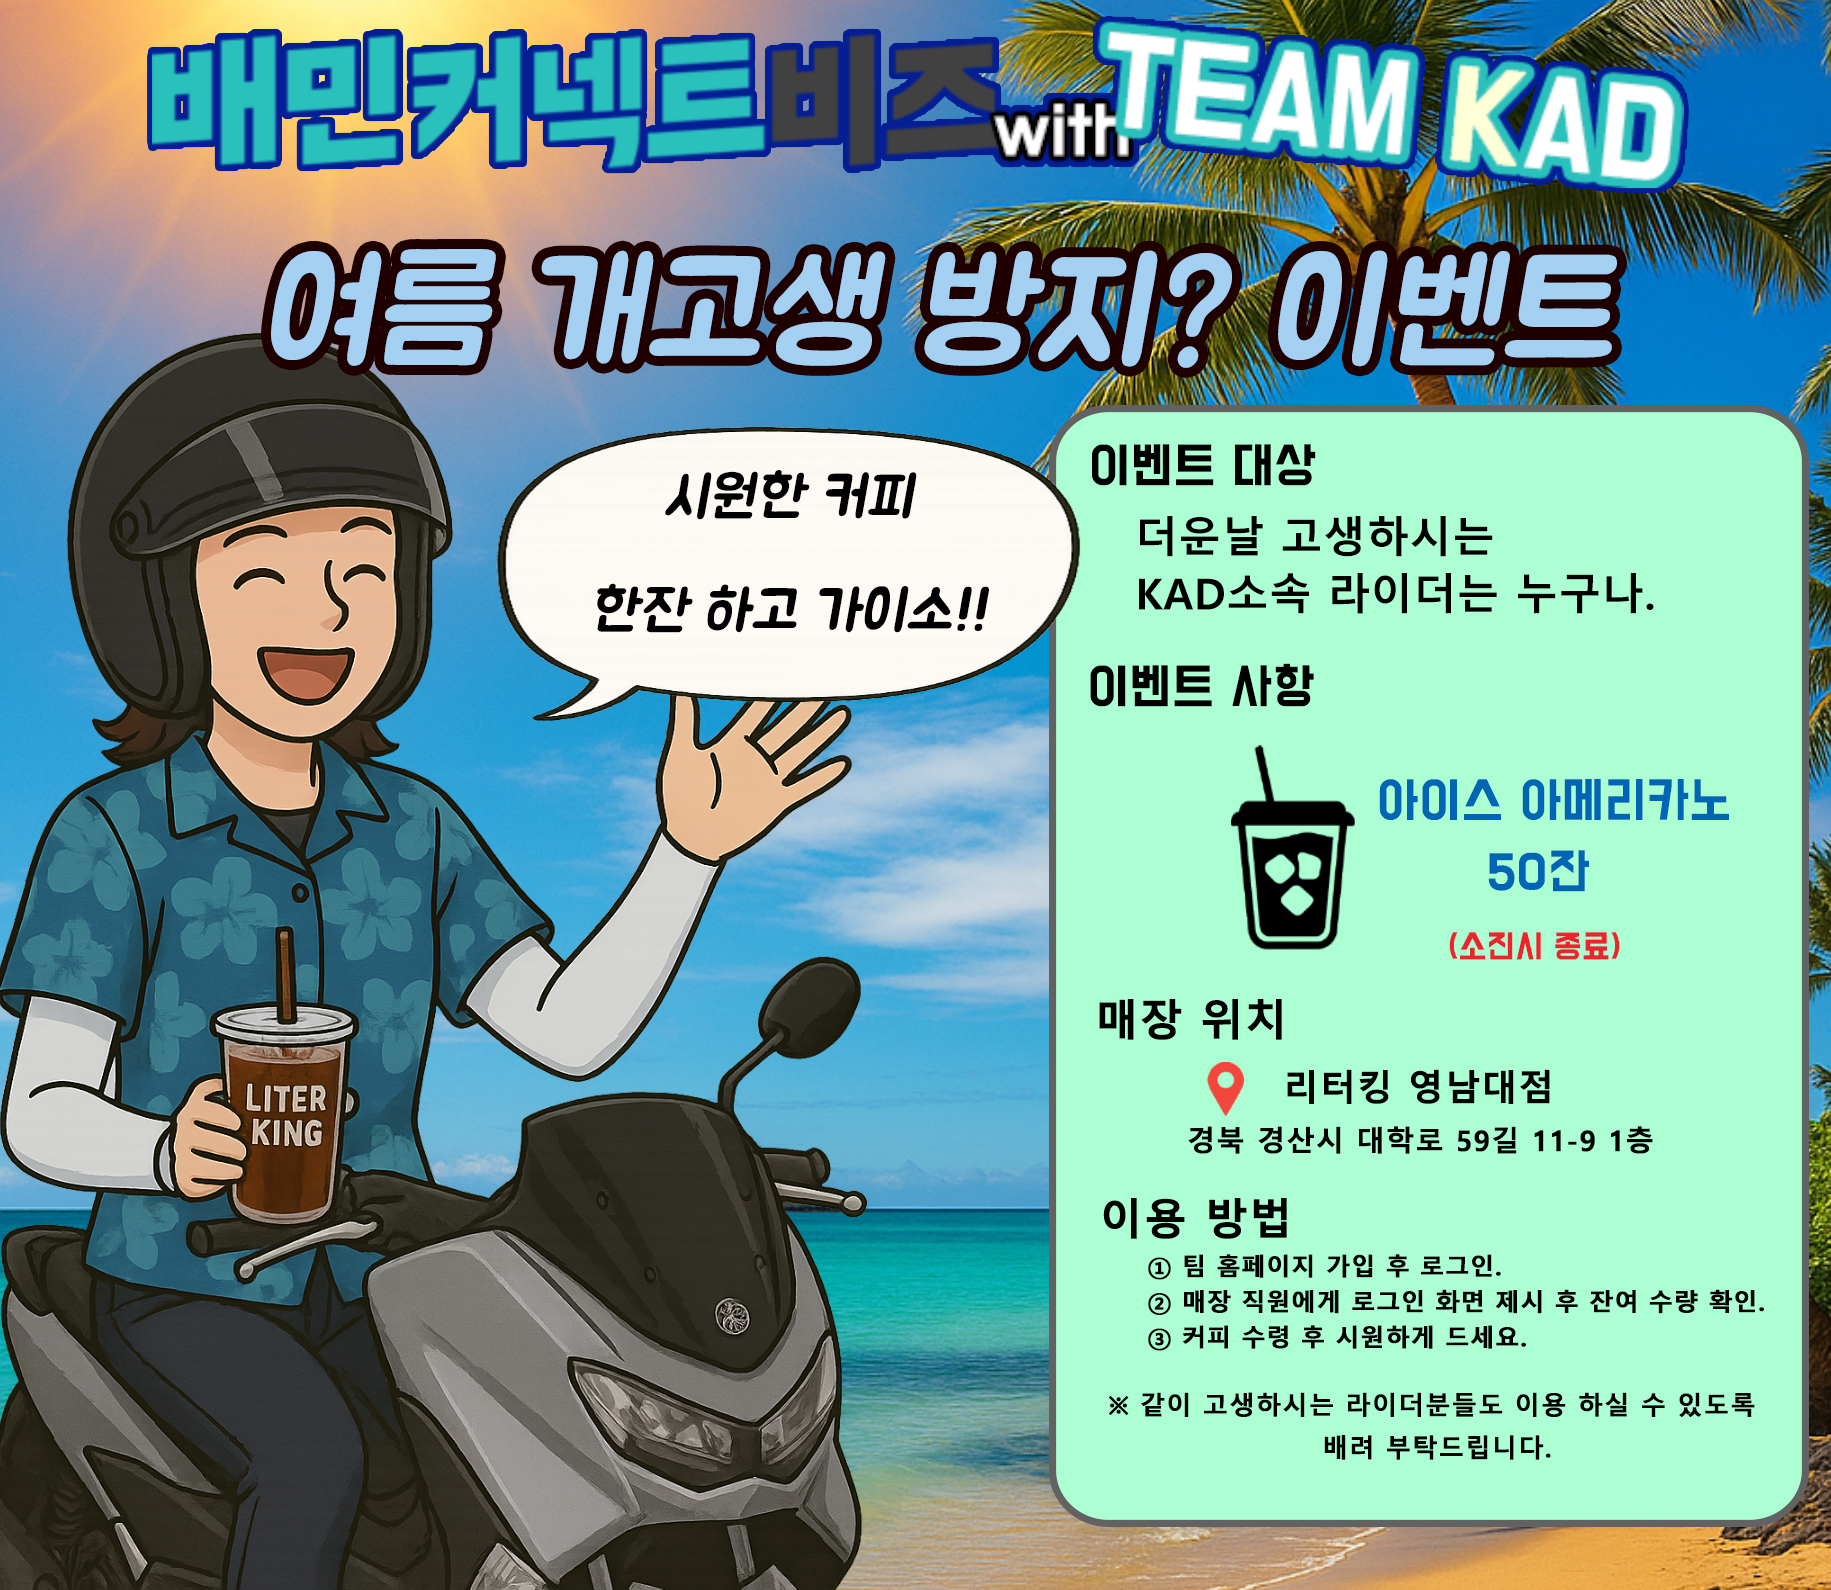 배민커넥트비즈 with TEAM KAD
여름 개고생 방지? 이벤트
시원한 커피
한잔 하고 가이소!!
LITER
KING
이벤트 대상
더운날 고생하시는
KAD소속 라이더는 누구나.
이벤트 사항
아이스 아메리카노
50잔
(소진시 종료)
매장 위치
리터킹 영남대점
경북 경산시 대학로 59길 11-9 1층
이용 방법
① 팀 홈페이지 가입 후 로그인.
② 매장 직원에게 로그인 화면 제시 후 잔여 수량 확인.
③ 커피 수령 후 시원하게 드세요.
※ 같이 고생하시는 라이더분들도 이용 하실 수 있도록
배려 부탁드립니다.